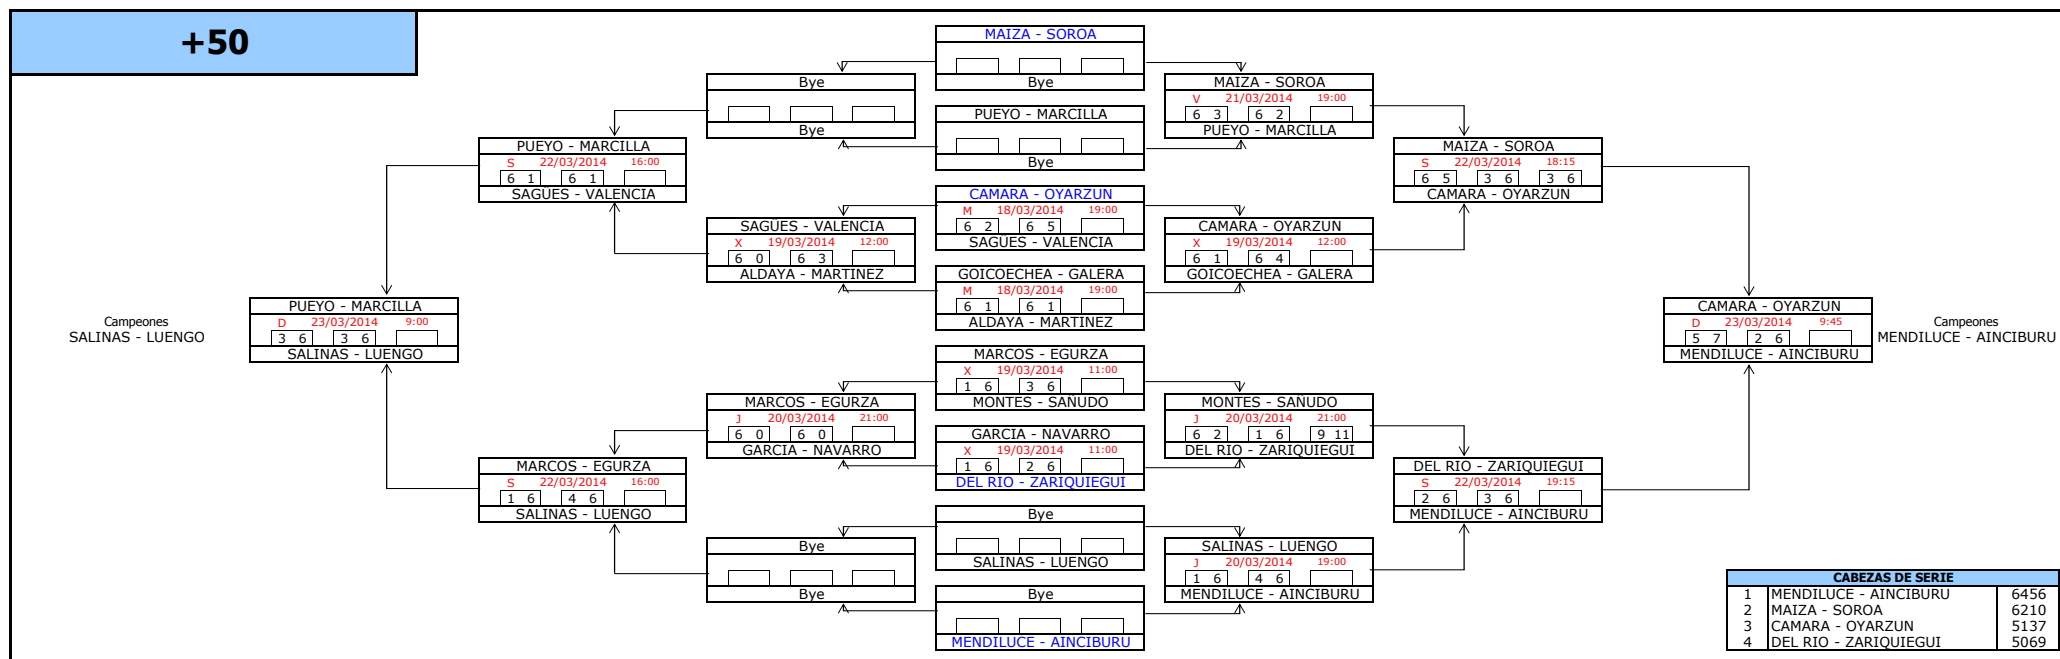 +50
MAIZA - SOROA
Bye
PUEYO - MARCILLA
Bye
CAMARA - OYARZUN
M 18/03/2014 19:00
6 2 6 5
SAGÜES - VALENCIA
GOICOECHEA - GALERA
M 18/03/2014 19:00
6 1 6 1
ALDAYA - MARTINEZ
MARCOS - EGURZA
X 19/03/2014 11:00
1 6 3 6
MONTES - SAÑUDO
GARCIA - NAVARRO
X 19/03/2014 11:00
1 6 2 6
DEL RIO - ZARIQUIEGUI
Bye
SALINAS - LUENGO
Bye
MENDILUCE - AINCIBURU
Bye
Bye
SAGÜES - VALENCIA
X 19/03/2014 12:00
6 0 6 3
ALDAYA - MARTINEZ
MARCOS - EGURZA
J 20/03/2014 21:00
6 0 6 0
GARCIA - NAVARRO
Bye
Bye
PUEYO - MARCILLA
S 22/03/2014 16:00
6 1 6 1
SAGÜES - VALENCIA
MARCOS - EGURZA
S 22/03/2014 16:00
1 6 4 6
SALINAS - LUENGO
PUEYO - MARCILLA
D 23/03/2014 9:00
3 6 3 6
SALINAS - LUENGO
Campeones
SALINAS - LUENGO
MAIZA - SOROA
V 21/03/2014 19:00
6 3 6 2
PUEYO - MARCILLA
CAMARA - OYARZUN
X 19/03/2014 12:00
6 1 6 4
GOICOECHEA - GALERA
MONTES - SAÑUDO
J 20/03/2014 21:00
6 2 1 6 9 11
DEL RIO - ZARIQUIEGUI
SALINAS - LUENGO
J 20/03/2014 19:00
1 6 4 6
MENDILUCE - AINCIBURU
MAIZA - SOROA
S 22/03/2014 18:15
6 5 3 6 3 6
CAMARA - OYARZUN
DEL RIO - ZARIQUIEGUI
S 22/03/2014 19:15
2 6 3 6
MENDILUCE - AINCIBURU
CAMARA - OYARZUN
D 23/03/2014 9:45
5 7 2 6
MENDILUCE - AINCIBURU
Campeones
MENDILUCE - AINCIBURU
CABEZAS DE SERIE
1 MENDILUCE - AINCIBURU 6456
2 MAIZA - SOROA 6210
3 CAMARA - OYARZUN 5137
4 DEL RIO - ZARIQUIEGUI 5069